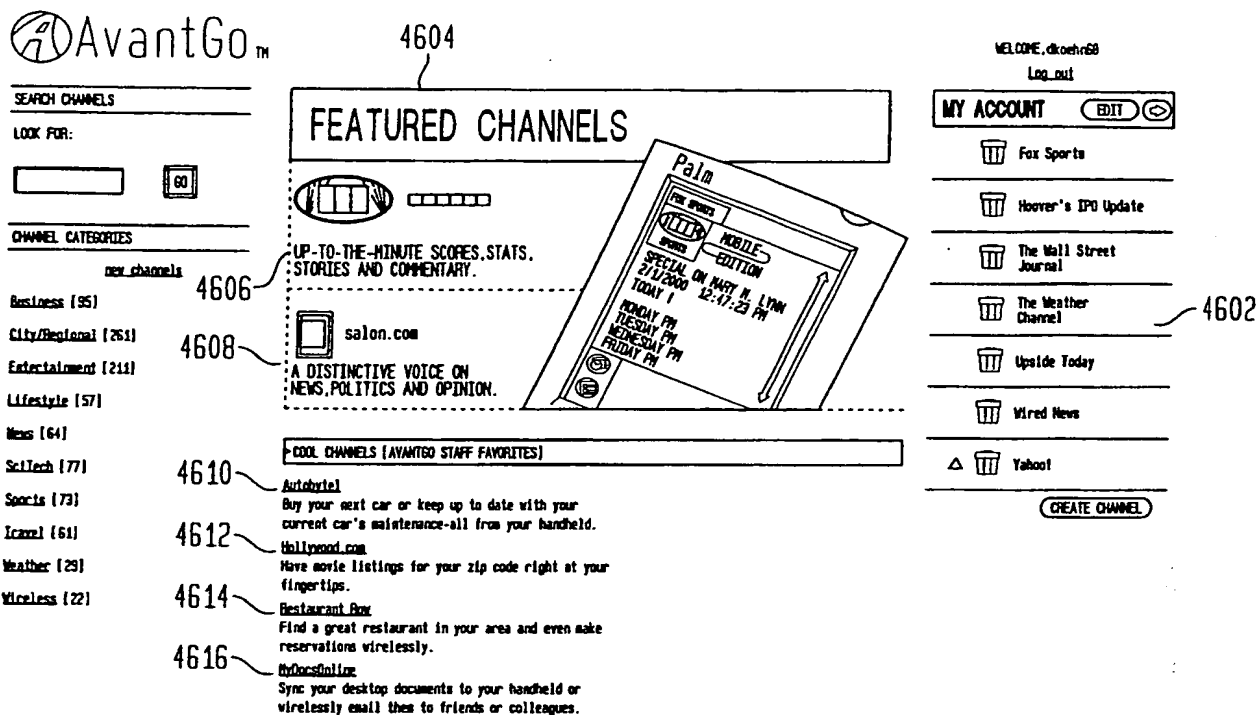 AvantGo TM
SEARCH CHANNELS
LOOK FOR:
GO
CHANNEL CATEGORIES
new channels
Business [95]
City/Regional [261]
Entertainment [211]
Lifestyle [57]
News [64]
SciTech [77]
Sports [73]
Travel [61]
Weather [29]
Wireless [22]
4604
FEATURED CHANNELS
4606
UP-TO-THE-MINUTE SCORES,STATS,
STORIES AND COMMENTARY.
4608
salon.com
A DISTINCTIVE VOICE ON
NEWS,POLITICS AND OPINION.
Palm
FOX SPORTS
SPORTS
MOBILE
EDITION
SPECIAL ON MARY M. LYNN
2/1/2000 12:47:23 PM
TODAY !
MONDAY PM
TUESDAY PM
WEDNESDAY PM
FRIDAY PM
COOL CHANNELS [AVANTGO STAFF FAVORITES]
4610
Autobytel
Buy your next car or keep up to date with your
current car's maintenance-all from your handheld.
4612
Hollywood.com
Have movie listings for your zip code right at your
fingertips.
4614
Restaurant Row
Find a great restaurant in your area and even make
reservations wirelessly.
4616
MyDocsOnline
Sync your desktop documents to your handheld or
wirelessly email them to friends or colleagues.
WELCOME,dkoehn68
Log out
MY ACCOUNT EDIT
Fox Sports
Hoover's IPO Update
The Wall Street
Journal
The Weather
Channel
4602
Upside Today
Wired News
Yahoo!
CREATE CHANNEL